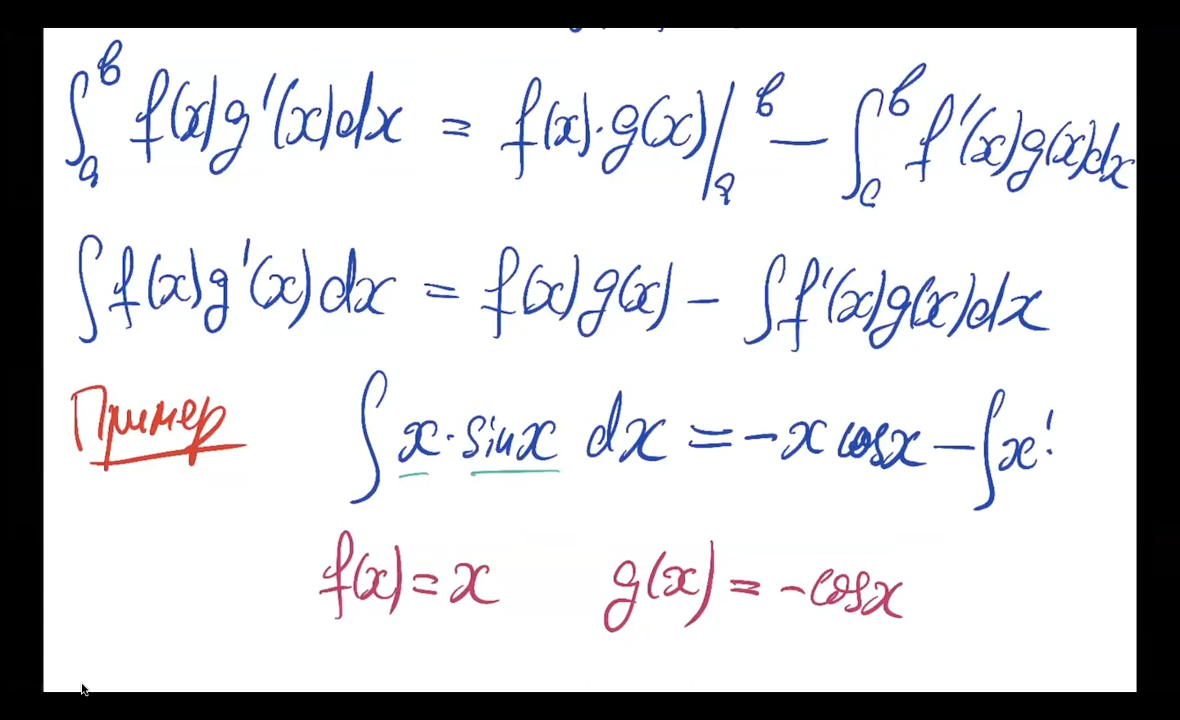 ∫_a^b f(x)g'(x)dx = f(x)·g(x)|_a^b − ∫_a^b f'(x)g(x)dx
∫f(x)g'(x)dx = f(x)g(x) − ∫f'(x)g(x)dx
Пример ∫x·sinx dx = −x cosx − ∫x'
f(x) = x g(x) = −cosx